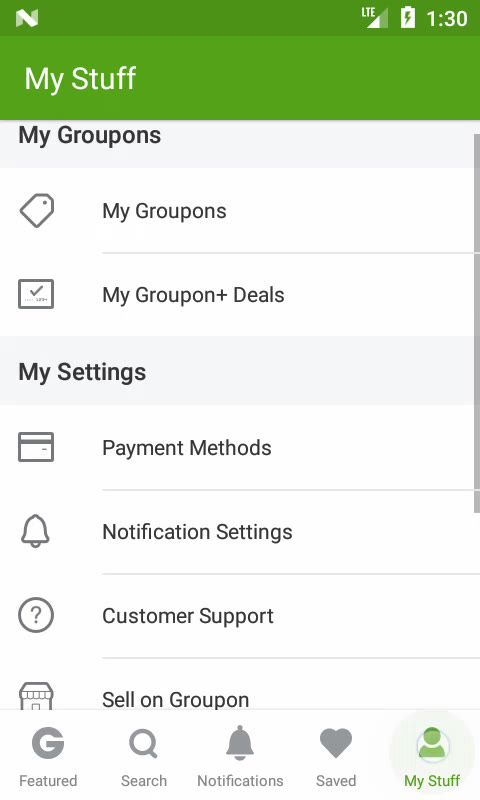 LTE 1:30
My Stuff
My Groupons
My Groupons
My Groupon+ Deals
My Settings
Payment Methods
Notification Settings
Customer Support
Sell on Groupon
Featured Search Notifications Saved My Stuff